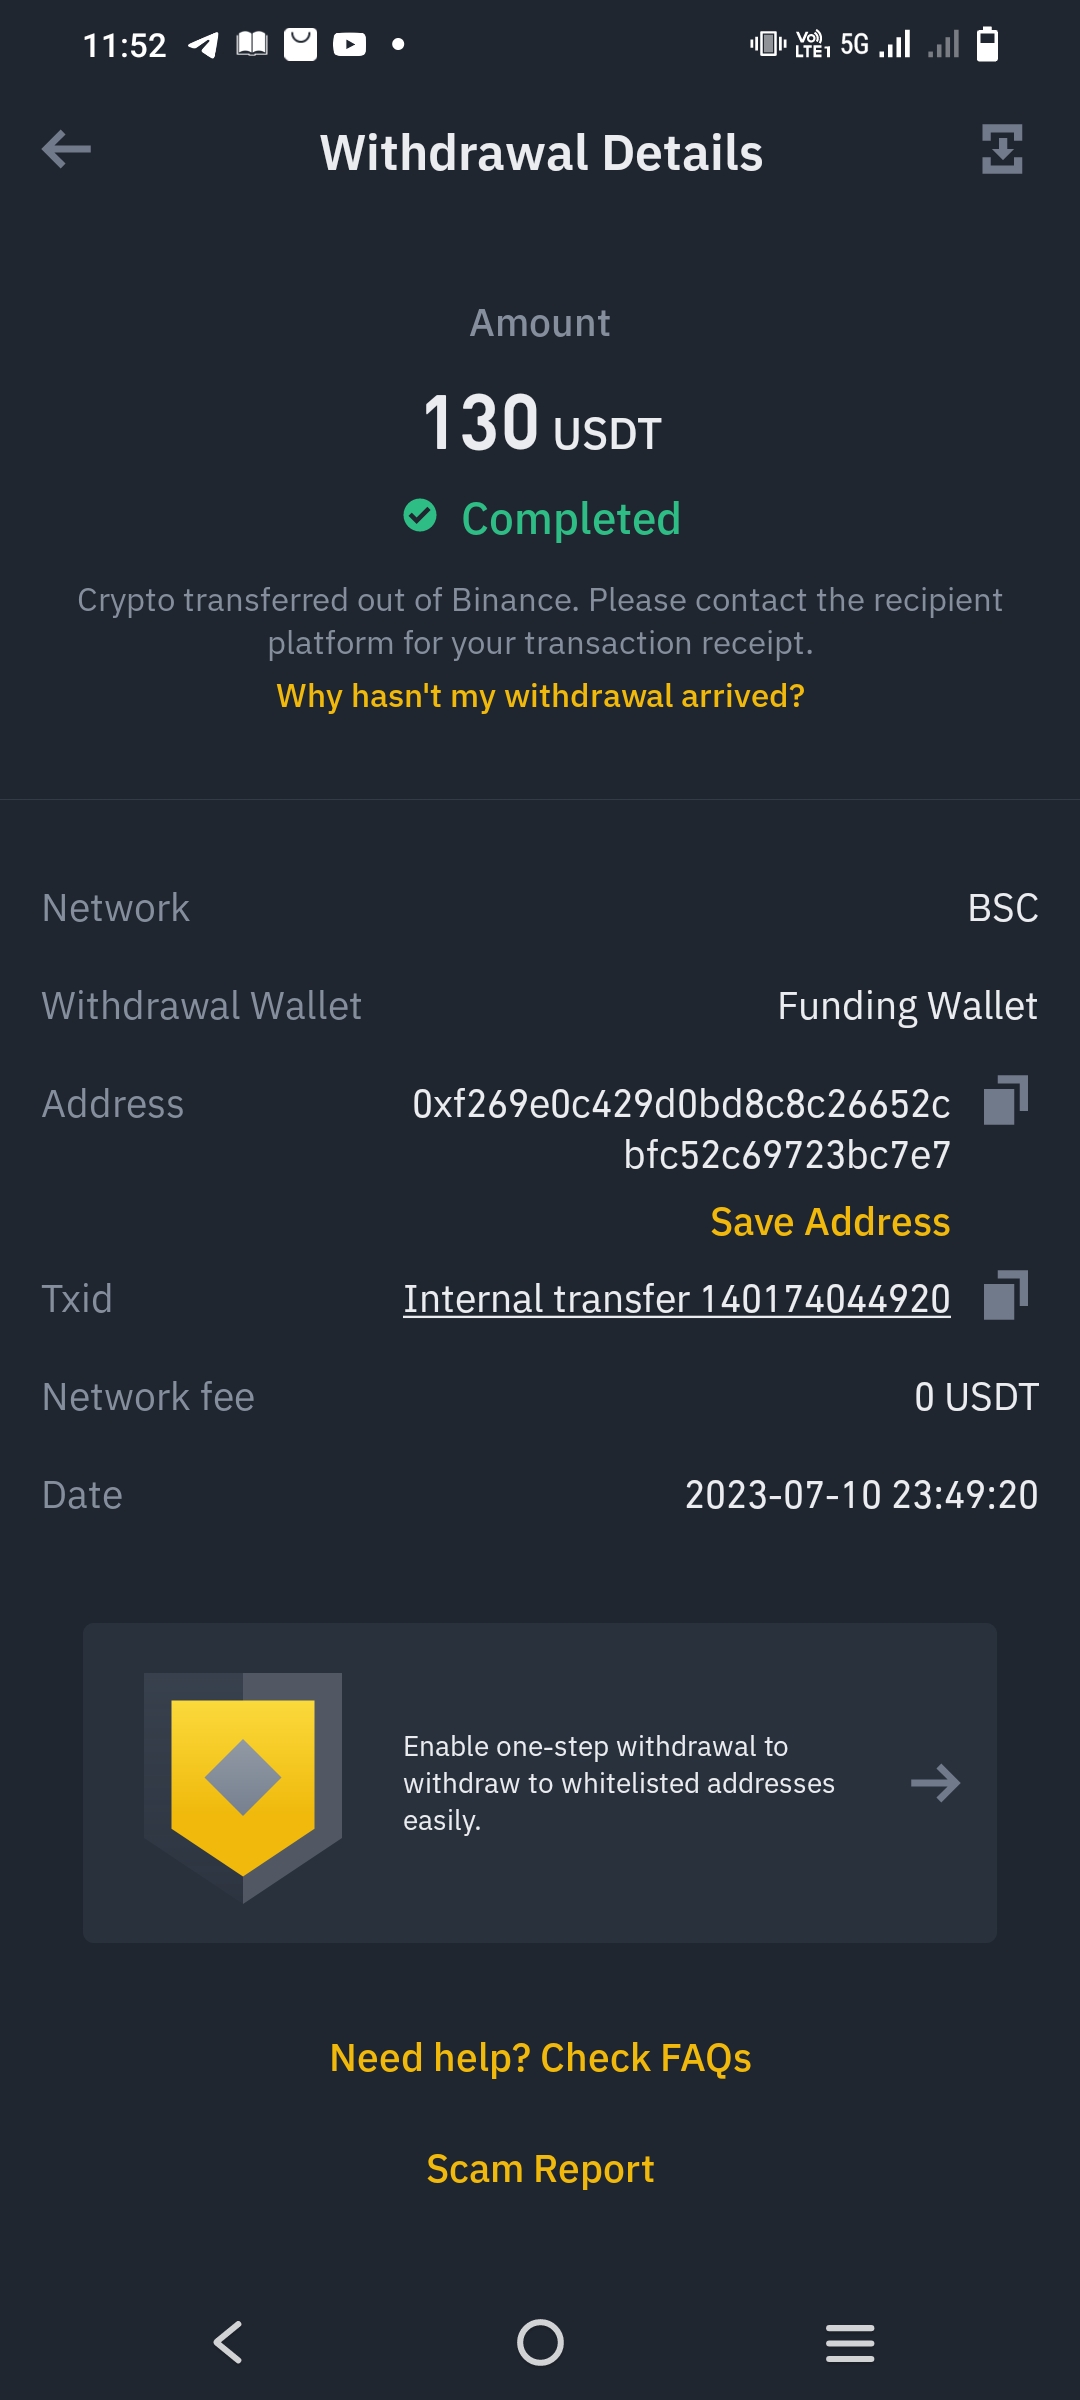 11:52
Vo) LTE1 5G
Withdrawal Details
Amount
130 USDT
Completed
Crypto transferred out of Binance. Please contact the recipient
platform for your transaction receipt.
Why hasn't my withdrawal arrived?
Network BSC
Withdrawal Wallet Funding Wallet
Address 0xf269e0c429d0bd8c8c26652c
bfc52c69723bc7e7
Save Address
Txid Internal transfer 140174044920
Network fee 0 USDT
Date 2023-07-10 23:49:20
Enable one-step withdrawal to
withdraw to whitelisted addresses
easily.
Need help? Check FAQs
Scam Report